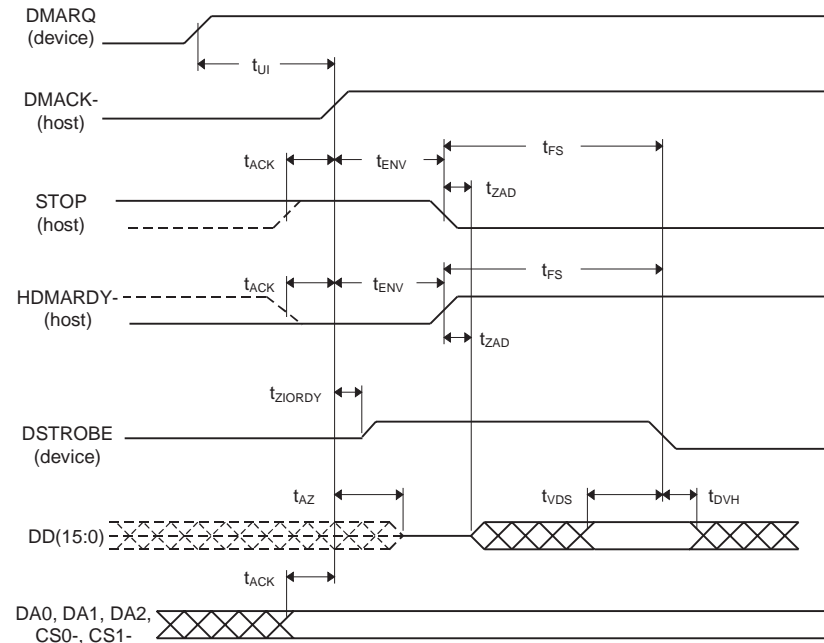 DMARQ
(device)
tUI
DMACK-
(host)
tACK
tENV
tFS
tZAD
STOP
(host)
tACK
tENV
tFS
HDMARDY-
(host)
tZAD
tZIORDY
DSTROBE
(device)
tAZ
tVDS
tDVH
DD(15:0)
tACK
DA0, DA1, DA2,
CS0-, CS1-